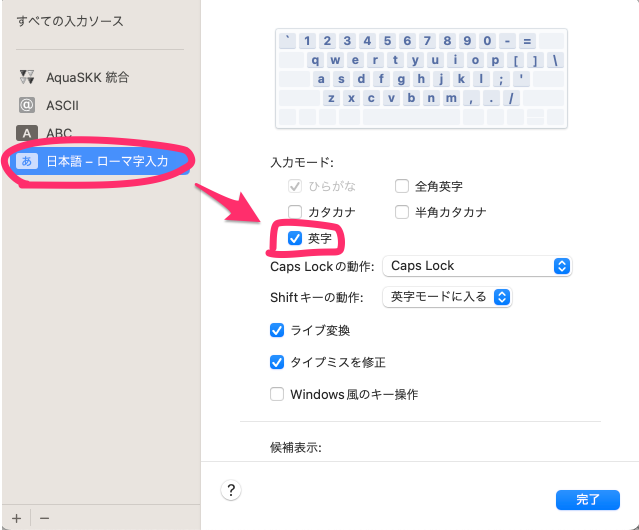 すべての入力ソース
AquaSKK 統合
@ ASCII
A ABC
あ 日本語 – ローマ字入力
` 1 2 3 4 5 6 7 8 9 0 - =
q w e r t y u i o p [ ] \
a s d f g h j k l ; '
z x c v b n m , . /
入力モード:
ひらがな 全角英字
カタカナ 半角カタカナ
英字
Caps Lockの動作: Caps Lock
Shiftキーの動作: 英字モードに入る
ライブ変換
タイプミスを修正
Windows風のキー操作
候補表示:
? 完了
+ −